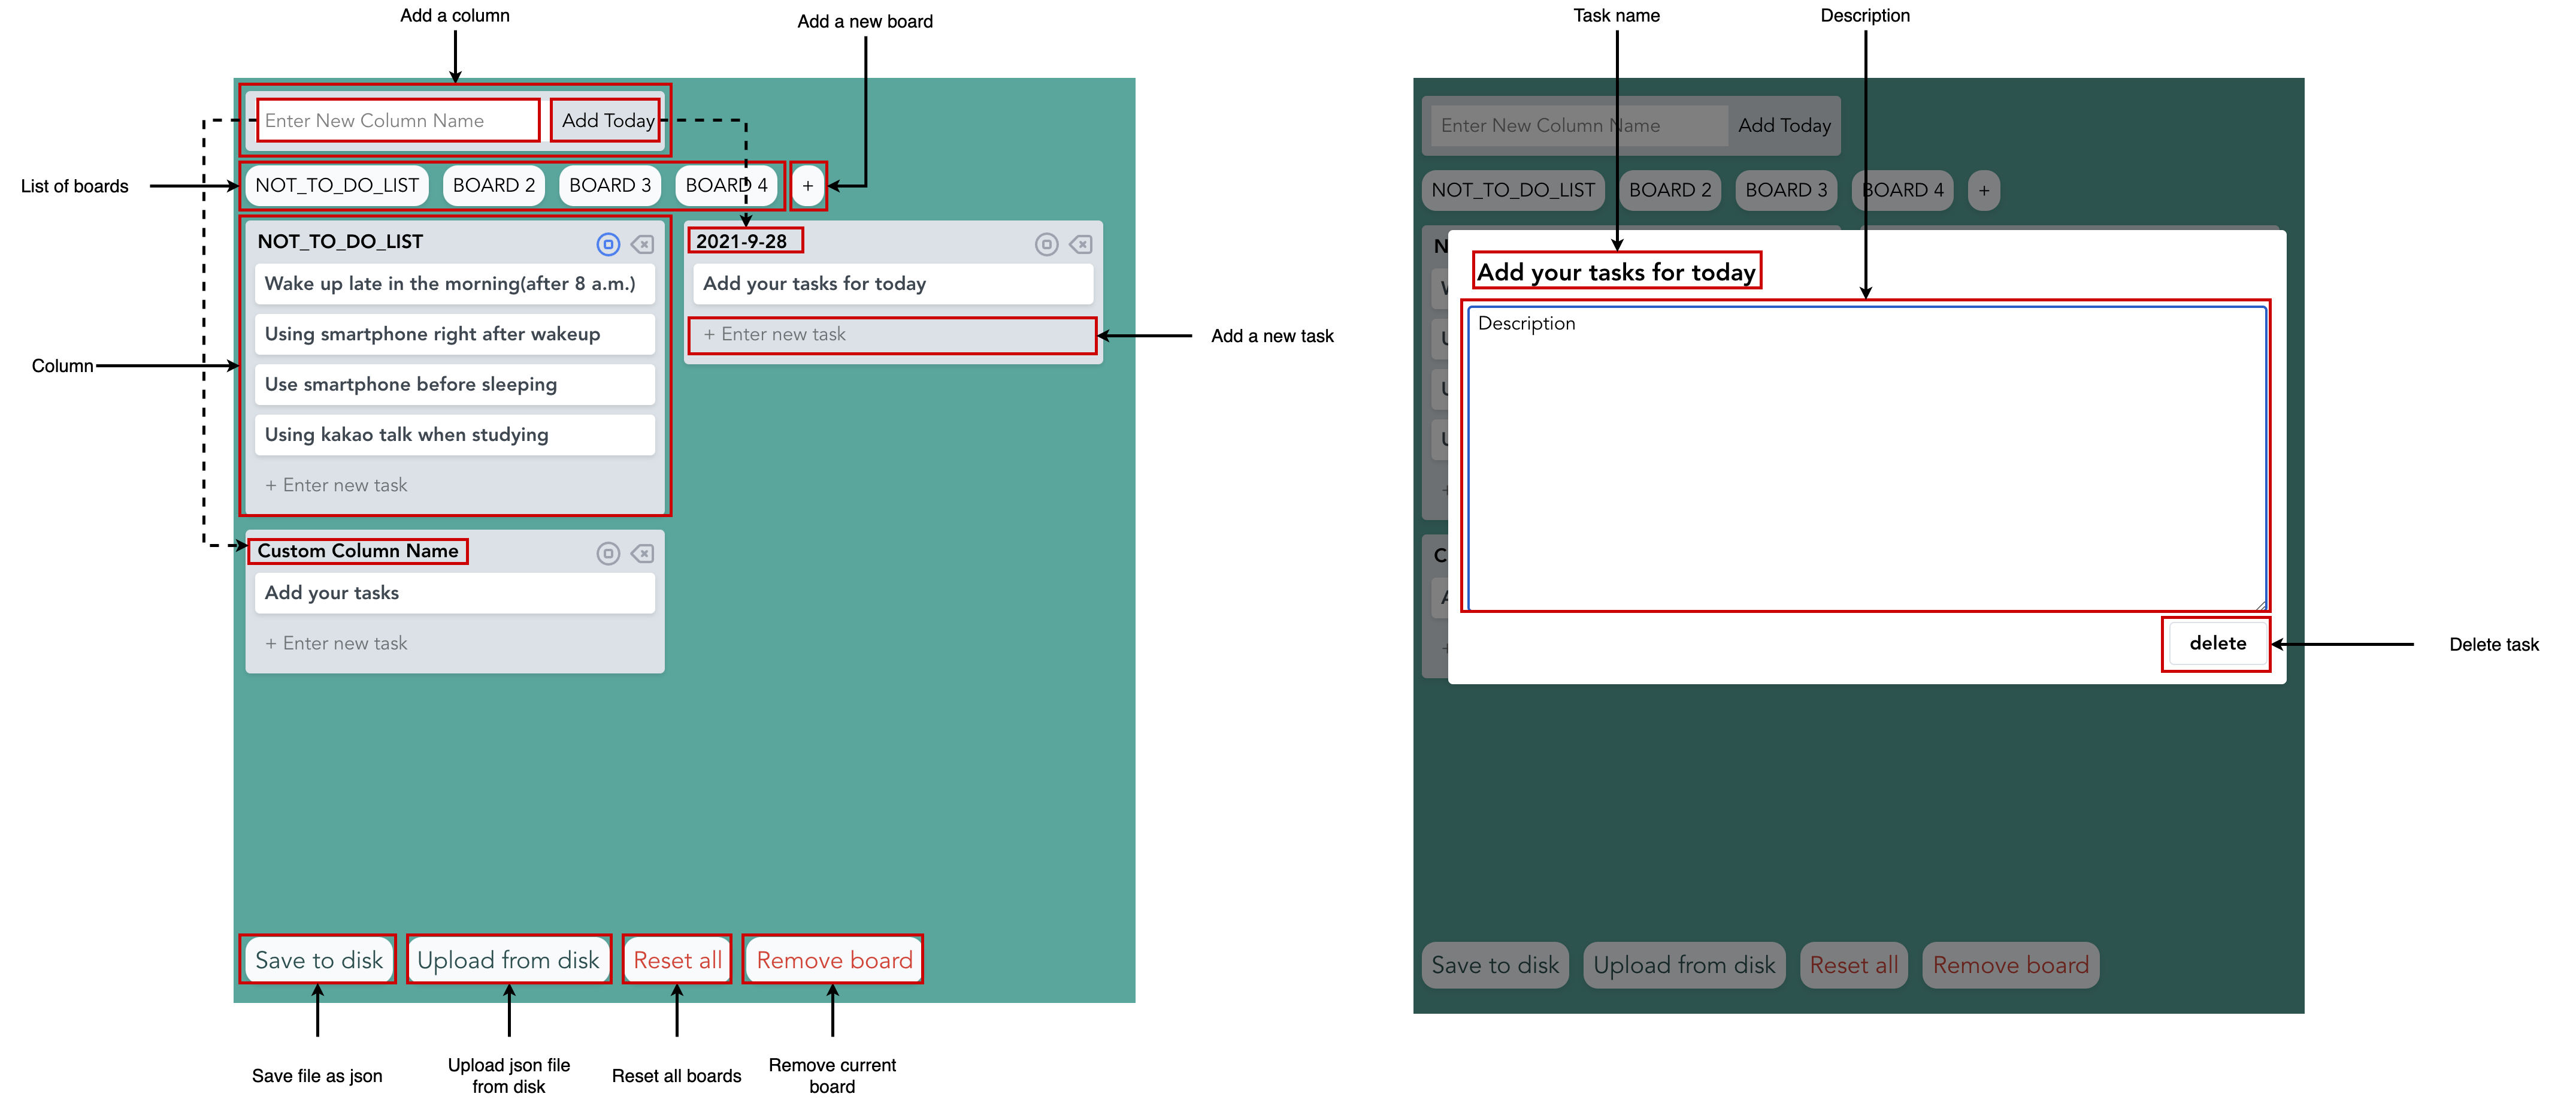 Add a column
Add a new board
Enter New Column Name
Add Today
List of boards
NOT_TO_DO_LIST
BOARD 2
BOARD 3
BOARD 4
+
NOT_TO_DO_LIST
Wake up late in the morning(after 8 a.m.)
Using smartphone right after wakeup
Column
Use smartphone before sleeping
Using kakao talk when studying
+ Enter new task
2021-9-28
Add your tasks for today
+ Enter new task
Add a new task
Custom Column Name
Add your tasks
+ Enter new task
Save to disk
Upload from disk
Reset all
Remove board
Save file as json
Upload json file
from disk
Reset all boards
Remove current
board
Task name
Description
Enter New Column Name
Add Today
NOT_TO_DO_LIST
BOARD 2
BOARD 3
BOARD 4
+
Add your tasks for today
Description
delete
Delete task
Save to disk
Upload from disk
Reset all
Remove board